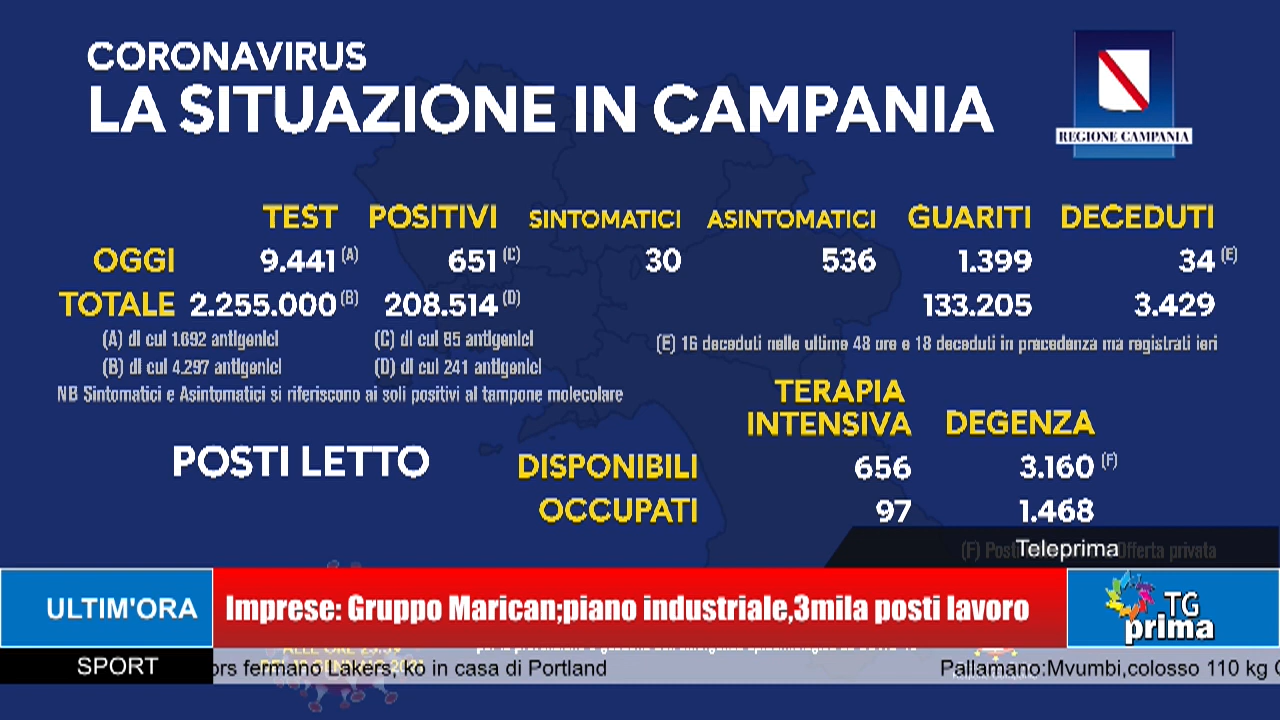 CORONAVIRUS
LA SITUAZIONE IN CAMPANIA
REGIONE CAMPANIA
TEST POSITIVI SINTOMATICI ASINTOMATICI GUARITI DECEDUTI
OGGI 9.441 (A) 651 (C) 30 536 1.399 34 (E)
TOTALE 2.255.000 (B) 208.514 (D) 133.205 3.429
(A) di cui 1.692 antigenici (C) di cui 85 antigenici
(E) 16 deceduti nelle ultime 48 ore e 18 deceduti in precedenza ma registrati ieri
(B) di cui 4.297 antigenici (D) di cui 241 antigenici
NB Sintomatici e Asintomatici si riferiscono ai soli positivi al tampone molecolare
TERAPIA
INTENSIVA DEGENZA
POSTI LETTO
DISPONIBILI 656 3.160 (F)
OCCUPATI 97 1.468
(F) Offerta privata
Teleprima
ULTIM'ORA Imprese: Gruppo Marican;piano industriale,3mila posti lavoro
TG
prima
SPORT ors fermano Lakers, ko in casa di Portland Pallamano:Mvumbi,colosso 110 kg